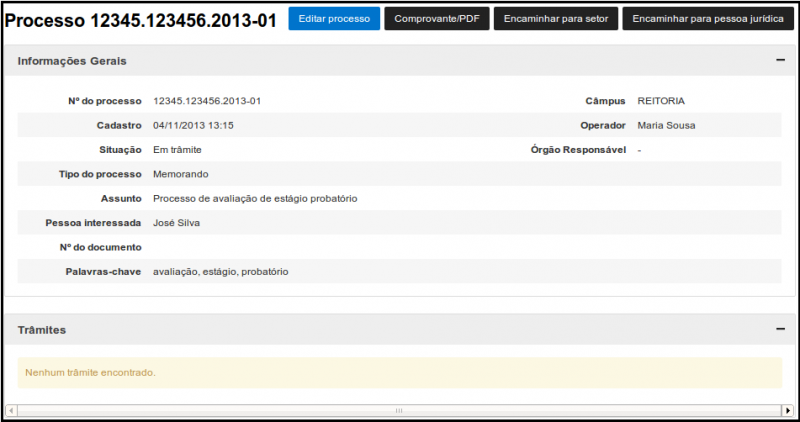 Processo 12345.123456.2013-01 Editar processo Comprovante/PDF Encaminhar para setor Encaminhar para pessoa jurídica
Informações Gerais
Nº do processo 12345.123456.2013-01 Câmpus REITORIA
Cadastro 04/11/2013 13:15 Operador Maria Sousa
Situação Em trâmite Órgão Responsável -
Tipo do processo Memorando
Assunto Processo de avaliação de estágio probatório
Pessoa interessada José Silva
Nº do documento
Palavras-chave avaliação, estágio, probatório
Trâmites
Nenhum trâmite encontrado.